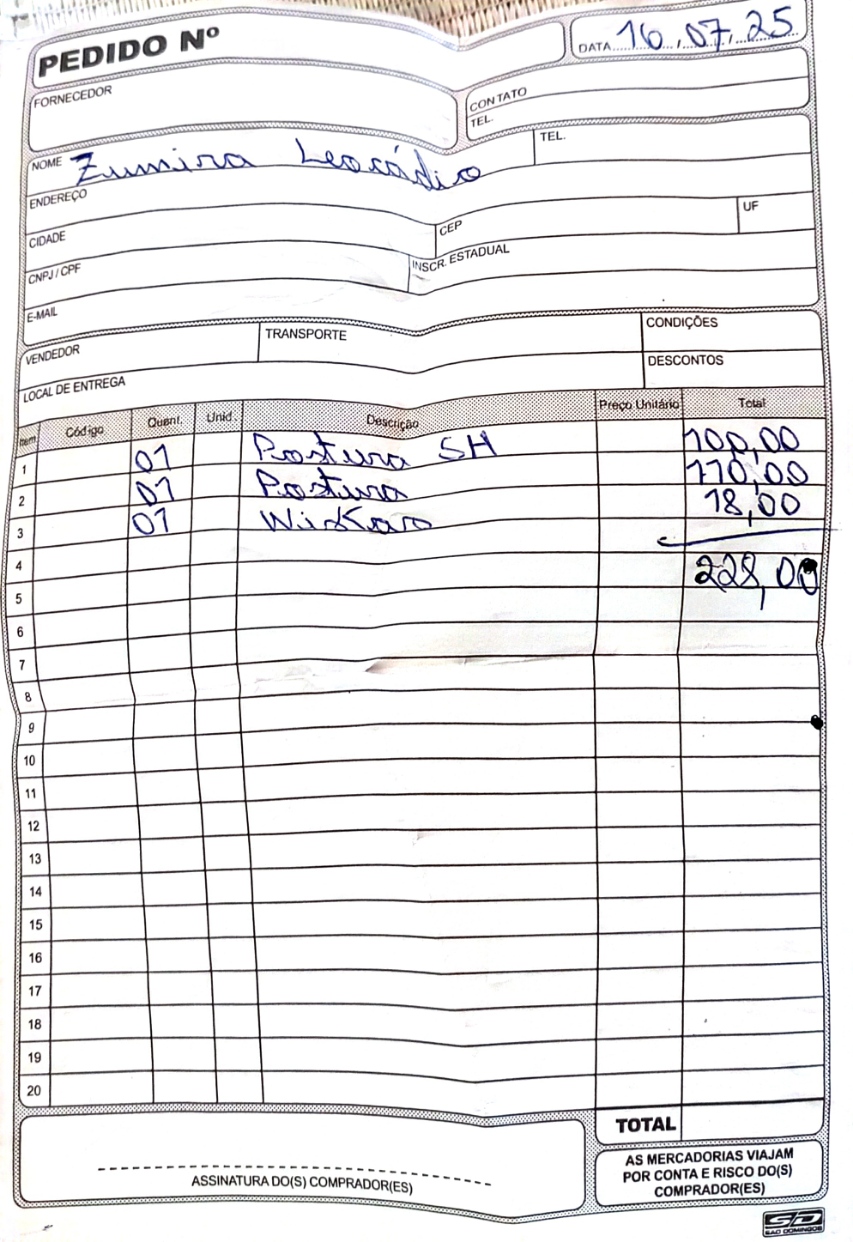 PEDIDO Nº
DATA 16,07,25
FORNECEDOR
CONTATO
TEL.
NOME Zumira Leocádio
TEL.
ENDEREÇO
CIDADE
CEP
UF
CNPJ / CPF
INSCR. ESTADUAL
E-MAIL
VENDEDOR
TRANSPORTE
CONDIÇÕES
LOCAL DE ENTREGA
DESCONTOS
Item Código Quant. Unid. Descrição Preço Unitário Total
1 01 Postura SH 100,00
2 01 Postura 110,00
3 01 Wiskas 18,00
4 228,00
5
6
7
8
9
10
11
12
13
14
15
16
17
18
19
20
TOTAL
ASSINATURA DO(S) COMPRADOR(ES)
AS MERCADORIAS VIAJAM
POR CONTA E RISCO DO(S)
COMPRADOR(ES)
SD
SÃO DOMINGOS